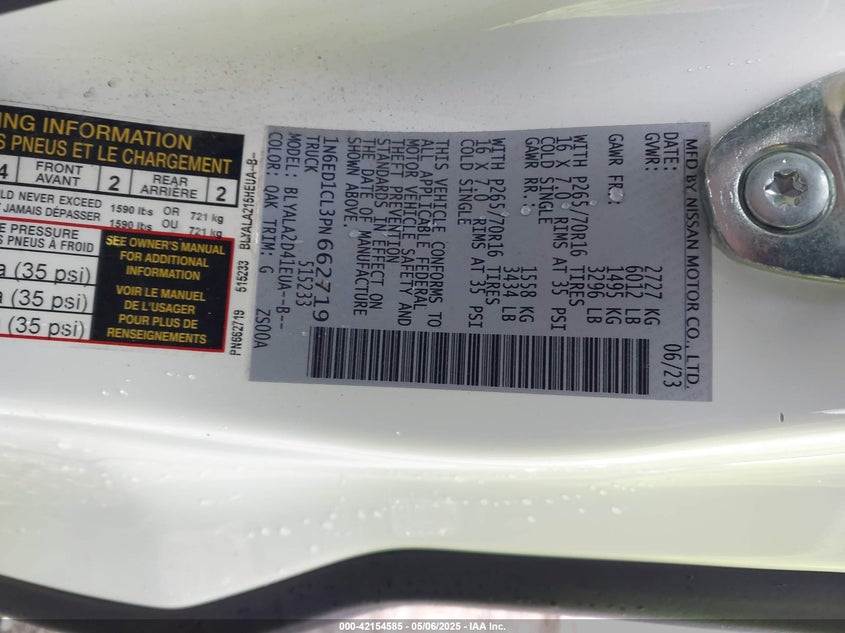 ING INFORMATION
S PNEUS ET LE CHARGEMENT
4 FRONT AVANT 2 REAR ARRIÈRE 2
LD NEVER EXCEED 1590 lbs OR 721 kg
JAMAIS DÉPASSER 1590 lbs OU 721 kg
E PRESSURE
S PNEUS À FROID
a (35 psi)
a (35 psi)
(35 psi)
SEE OWNER'S MANUAL
FOR ADDITIONAL
INFORMATION
VOIR LE MANUEL DE
L'USAGER
POUR PLUS DE
RENSEIGNEMENTS
PN662719 515233 BLYALA215HEUA-B--
MFD BY NISSAN MOTOR CO., LTD.
DATE: 06/23
GVWR: 2727 KG
6012 LB
GAWR FR. 1495 KG
3296 LB
WITH P265/70R16 TIRES
16 X 7.0 RIMS AT 35 PSI
COLD SINGLE
GAWR RR. 1558 KG
3434 LB
WITH P265/70R16 TIRES
16 X 7.0 RIMS AT 35 PSI
COLD SINGLE
THIS VEHICLE CONFORMS TO
ALL APPLICABLE FEDERAL
MOTOR VEHICLE SAFETY AND
THEFT PREVENTION
STANDARDS IN EFFECT ON
THE DATE OF MANUFACTURE
SHOWN ABOVE.
1N6ED1CL3PN662719
TRUCK 515233
MODEL: BLYALA2D41EUA--B--
COLOR: QAK TRIM: G ZS00A
000-42154585 - 05/06/2025 - IAA Inc.